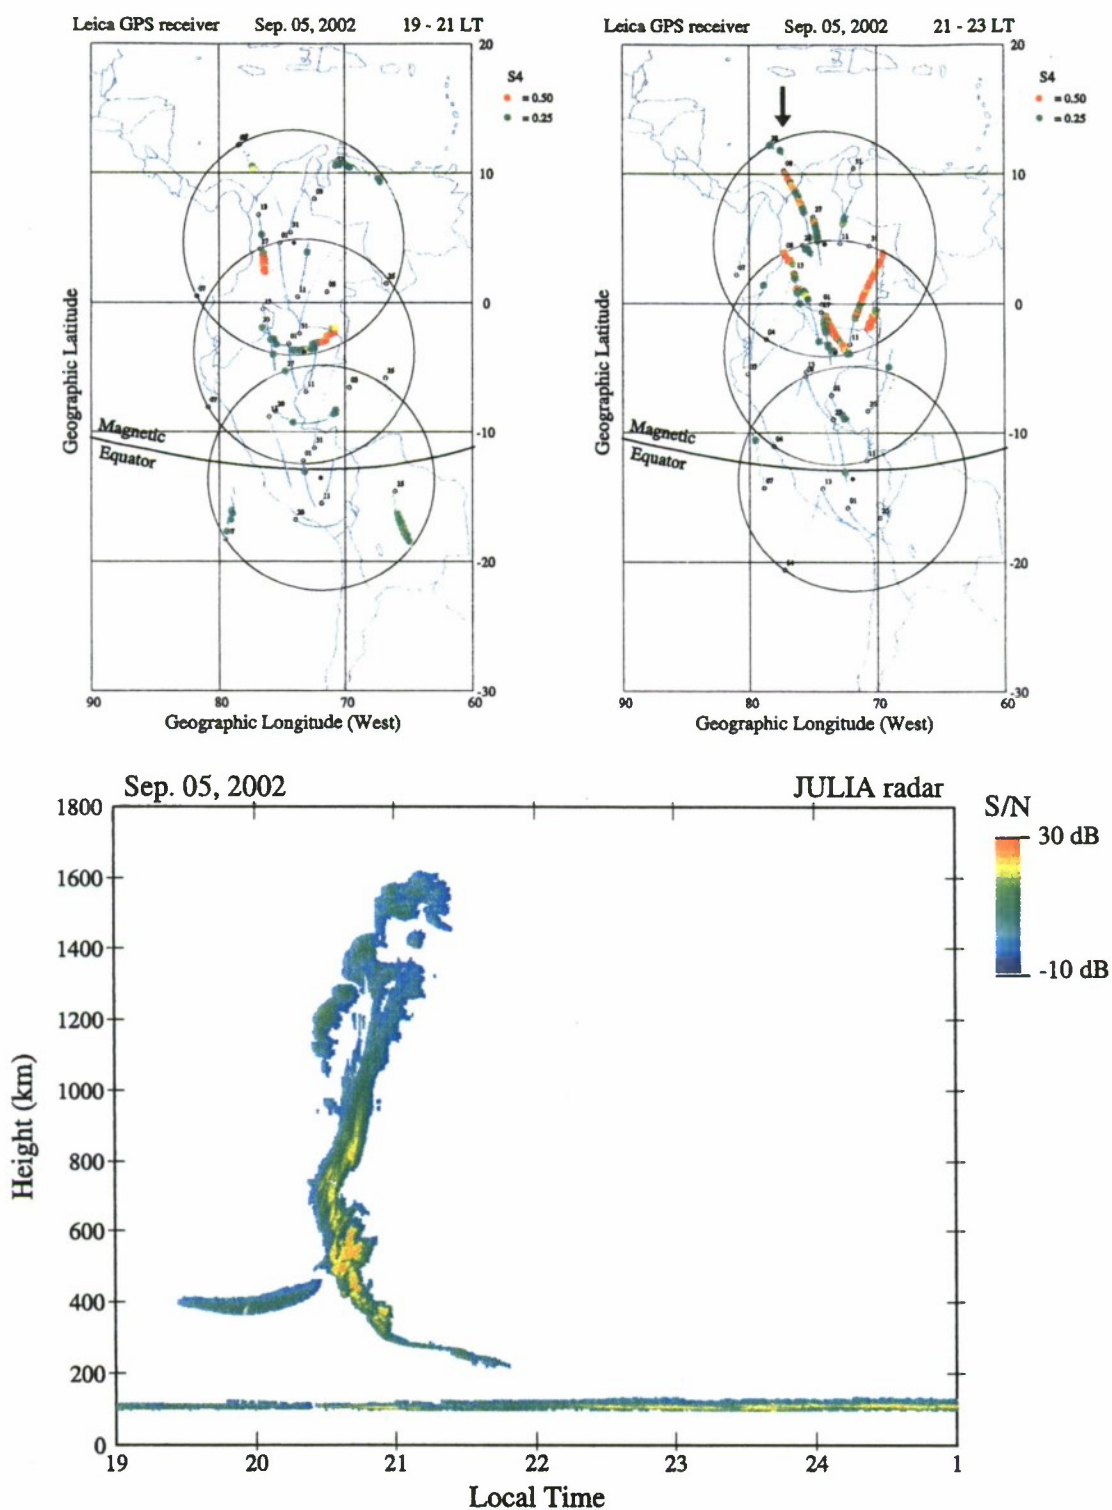 Leica GPS receiver Sep. 05, 2002 19 - 21 LT
20
S4
= 0.50
= 0.25
10
0
Magnetic
Equator
-10
-20
-30
90 80 70 60
Geographic Latitude
Geographic Longitude (West)
Leica GPS receiver Sep. 05, 2002 21 - 23 LT
20
S4
= 0.50
= 0.25
10
0
Magnetic
Equator
-10
-20
-30
90 80 70 60
Geographic Latitude
Geographic Longitude (West)
Sep. 05, 2002 JULIA radar
S/N
30 dB
-10 dB
1800
1600
1400
1200
1000
800
600
400
200
0
Height (km)
19 20 21 22 23 24 1
Local Time